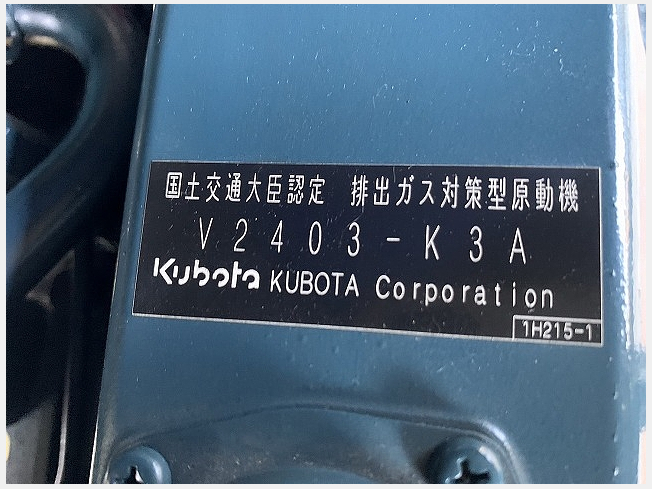 国土交通大臣認定 排出ガス対策型原動機
V2403-K3A
Kubota KUBOTA Corporation
1H215-1